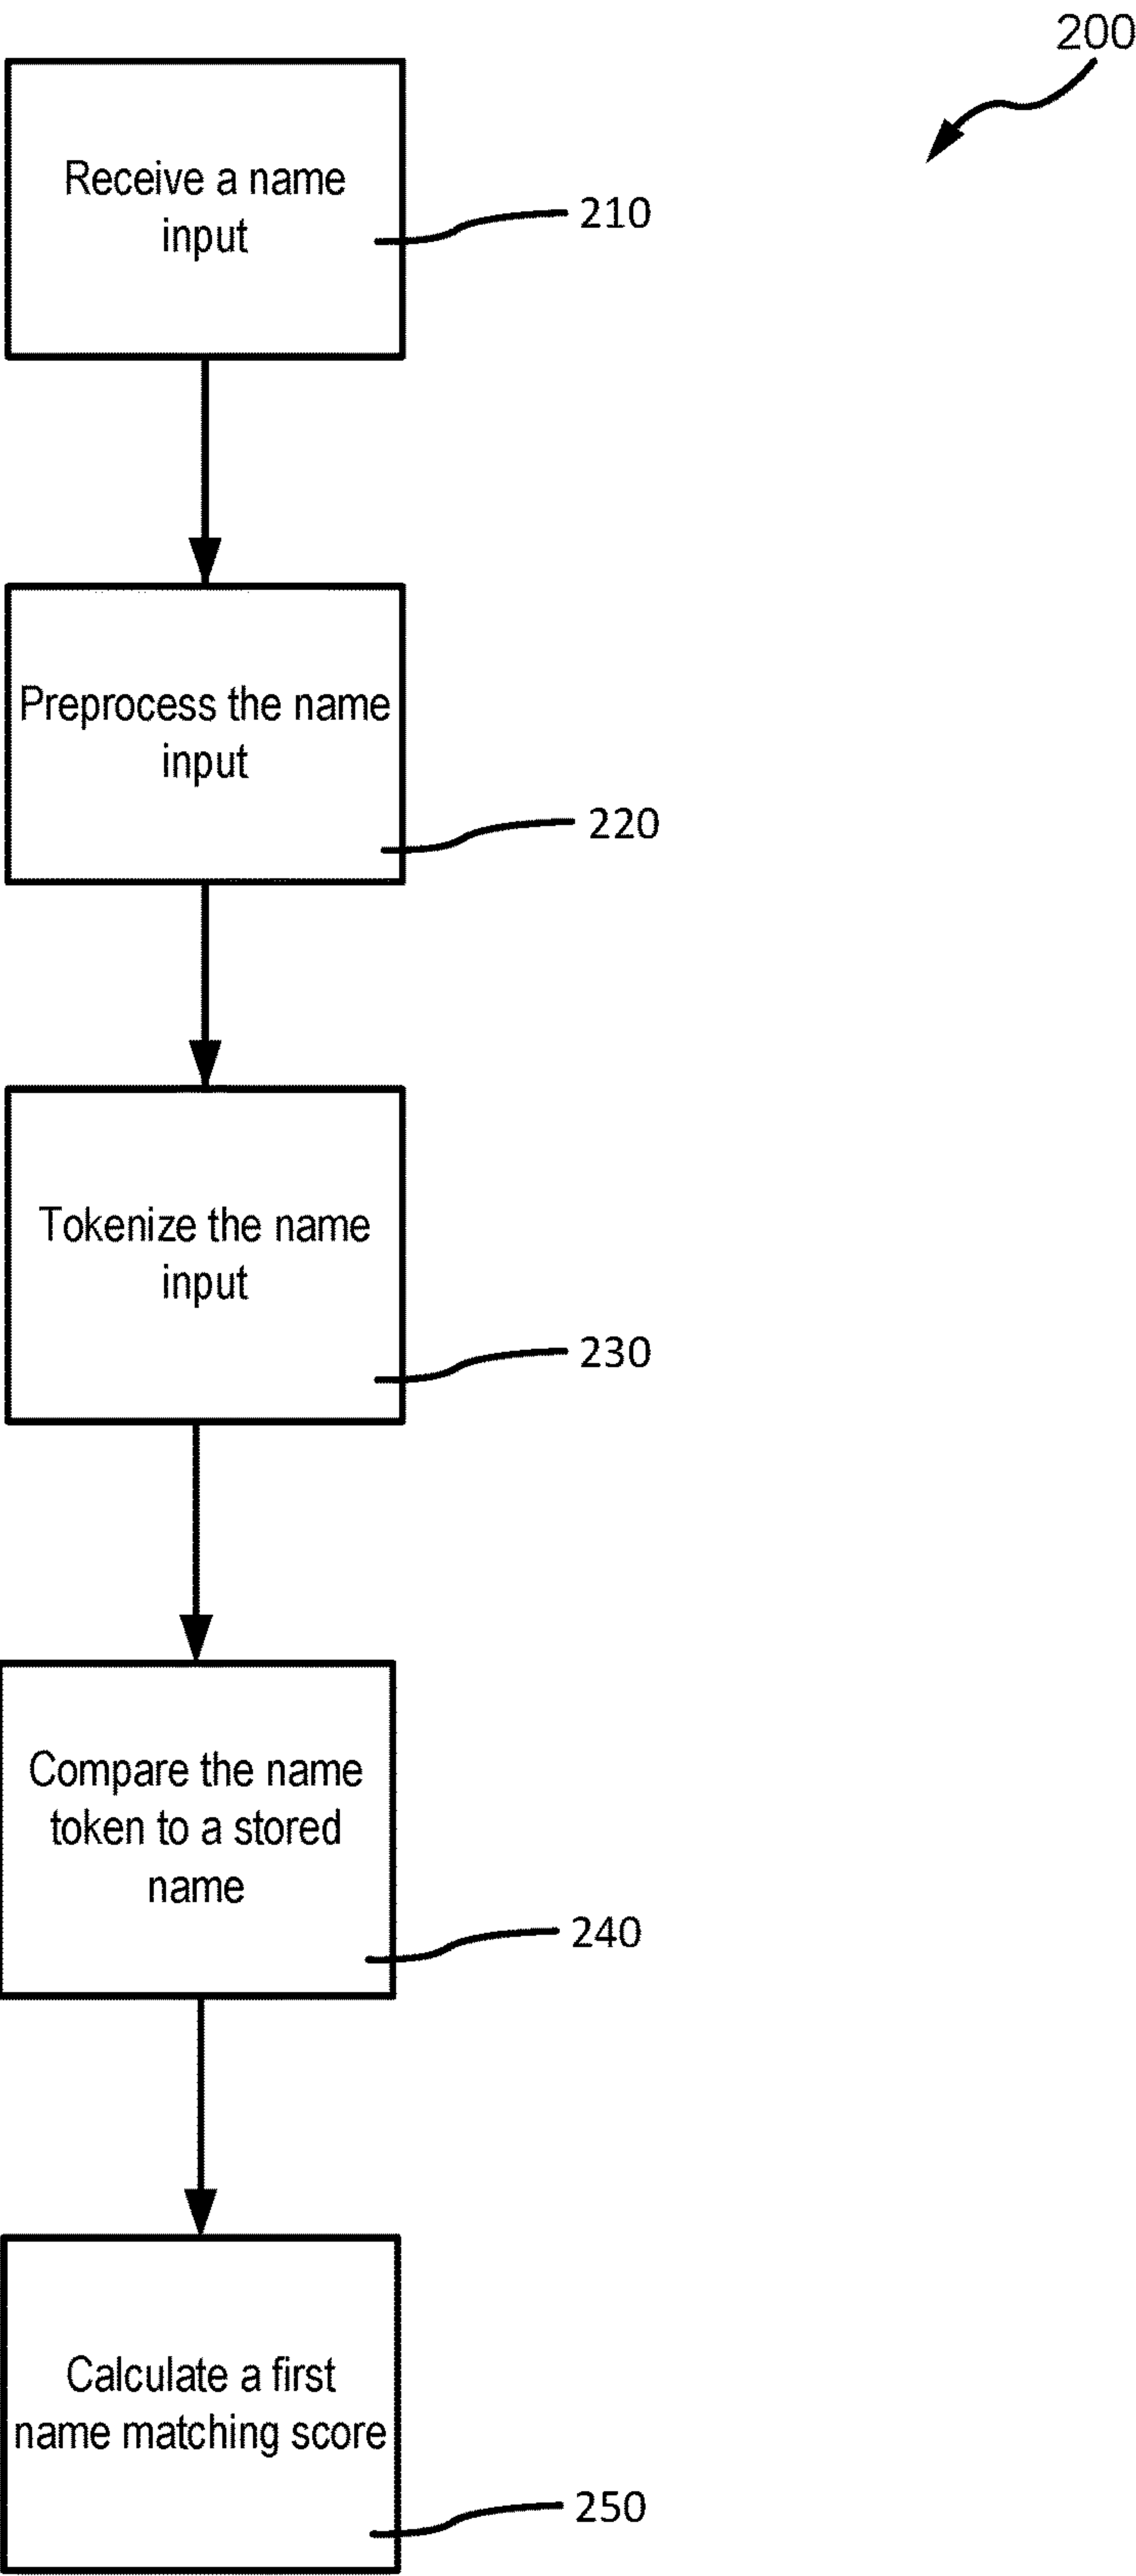 200
Receive a name
input
210
Preprocess the name
input
220
Tokenize the name
input
230
Compare the name
token to a stored
name
240
Calculate a first
name matching score
250